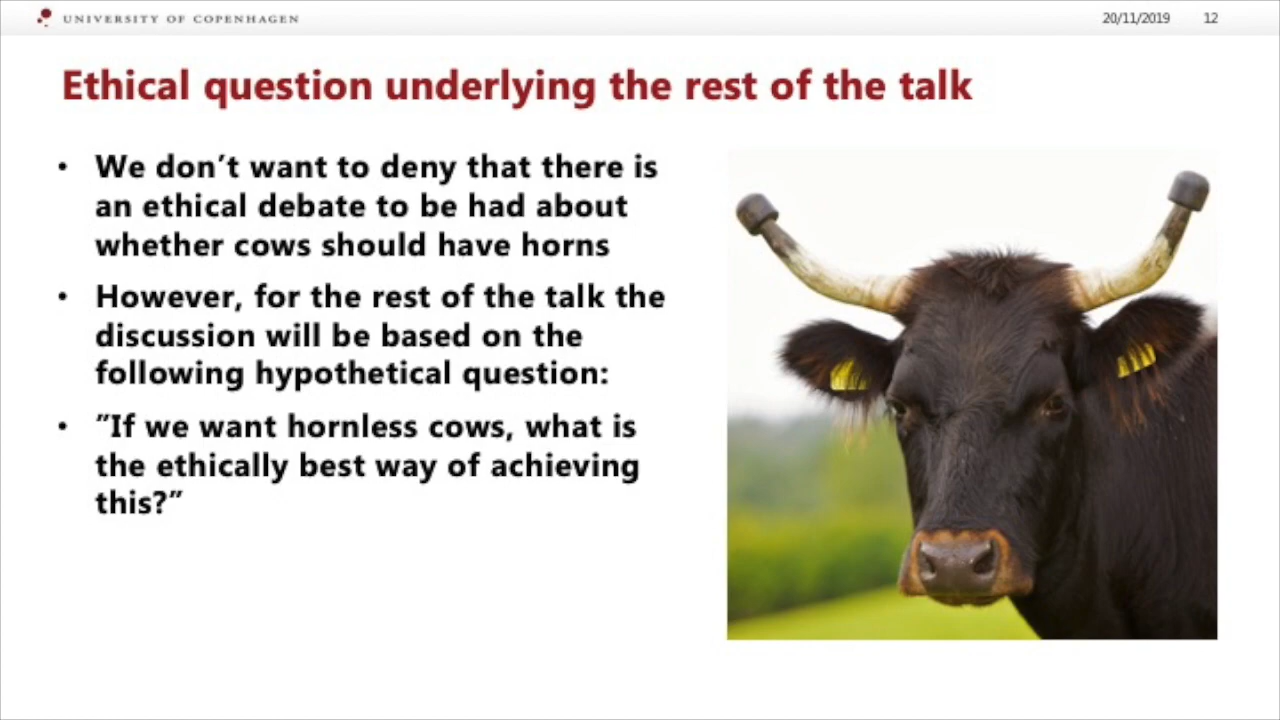 UNIVERSITY OF COPENHAGEN
20/11/2019 12
Ethical question underlying the rest of the talk
• We don’t want to deny that there is
an ethical debate to be had about
whether cows should have horns
• However, for the rest of the talk the
discussion will be based on the
following hypothetical question:
• ”If we want hornless cows, what is
the ethically best way of achieving
this?”